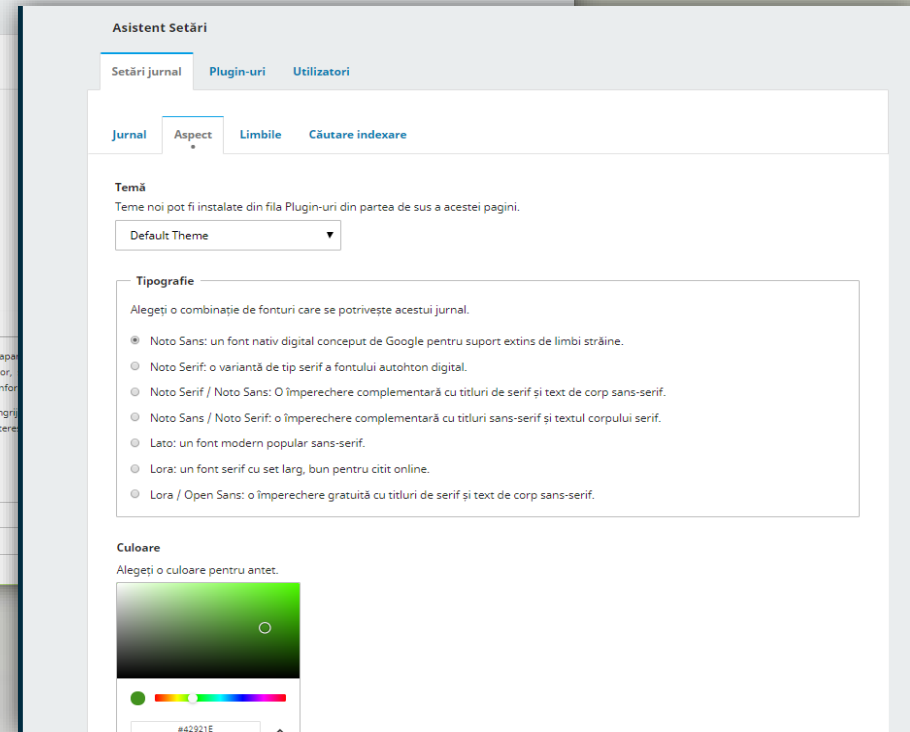 Asistent Setări
Setări jurnal Plugin-uri Utilizatori
Jurnal Aspect Limbile Căutare indexare
Temă
Teme noi pot fi instalate din fila Plugin-uri din partea de sus a acestei pagini.
Default Theme
Tipografie
Alegeți o combinație de fonturi care se potrivește acestui jurnal.
Noto Sans: un font nativ digital conceput de Google pentru suport extins de limbi străine.
Noto Serif: o variantă de tip serif a fontului autohton digital.
Noto Serif / Noto Sans: O împerechere complementară cu titluri de serif și text de corp sans-serif.
Noto Sans / Noto Serif: o împerechere complementară cu titluri sans-serif și textul corpului serif.
Lato: un font modern popular sans-serif.
Lora: un font serif cu set larg, bun pentru citit online.
Lora / Open Sans: o împerechere gratuită cu titluri de serif și text de corp sans-serif.
Culoare
Alegeți o culoare pentru antet.
#42921E